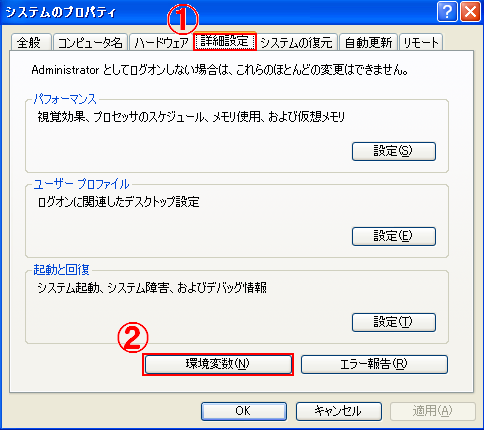 システムのプロパティ
①
全般 コンピュータ名 ハードウェア 詳細設定 システムの復元 自動更新 リモート
Administrator としてログオンしない場合は、これらのほとんどの変更はできません。
パフォーマンス
視覚効果、プロセッサのスケジュール、メモリ使用、および仮想メモリ
設定(S)
ユーザー プロファイル
ログオンに関連したデスクトップ設定
設定(E)
起動と回復
システム起動、システム障害、およびデバッグ情報
設定(T)
②
環境変数(N) エラー報告(R)
OK キャンセル 適用(A)